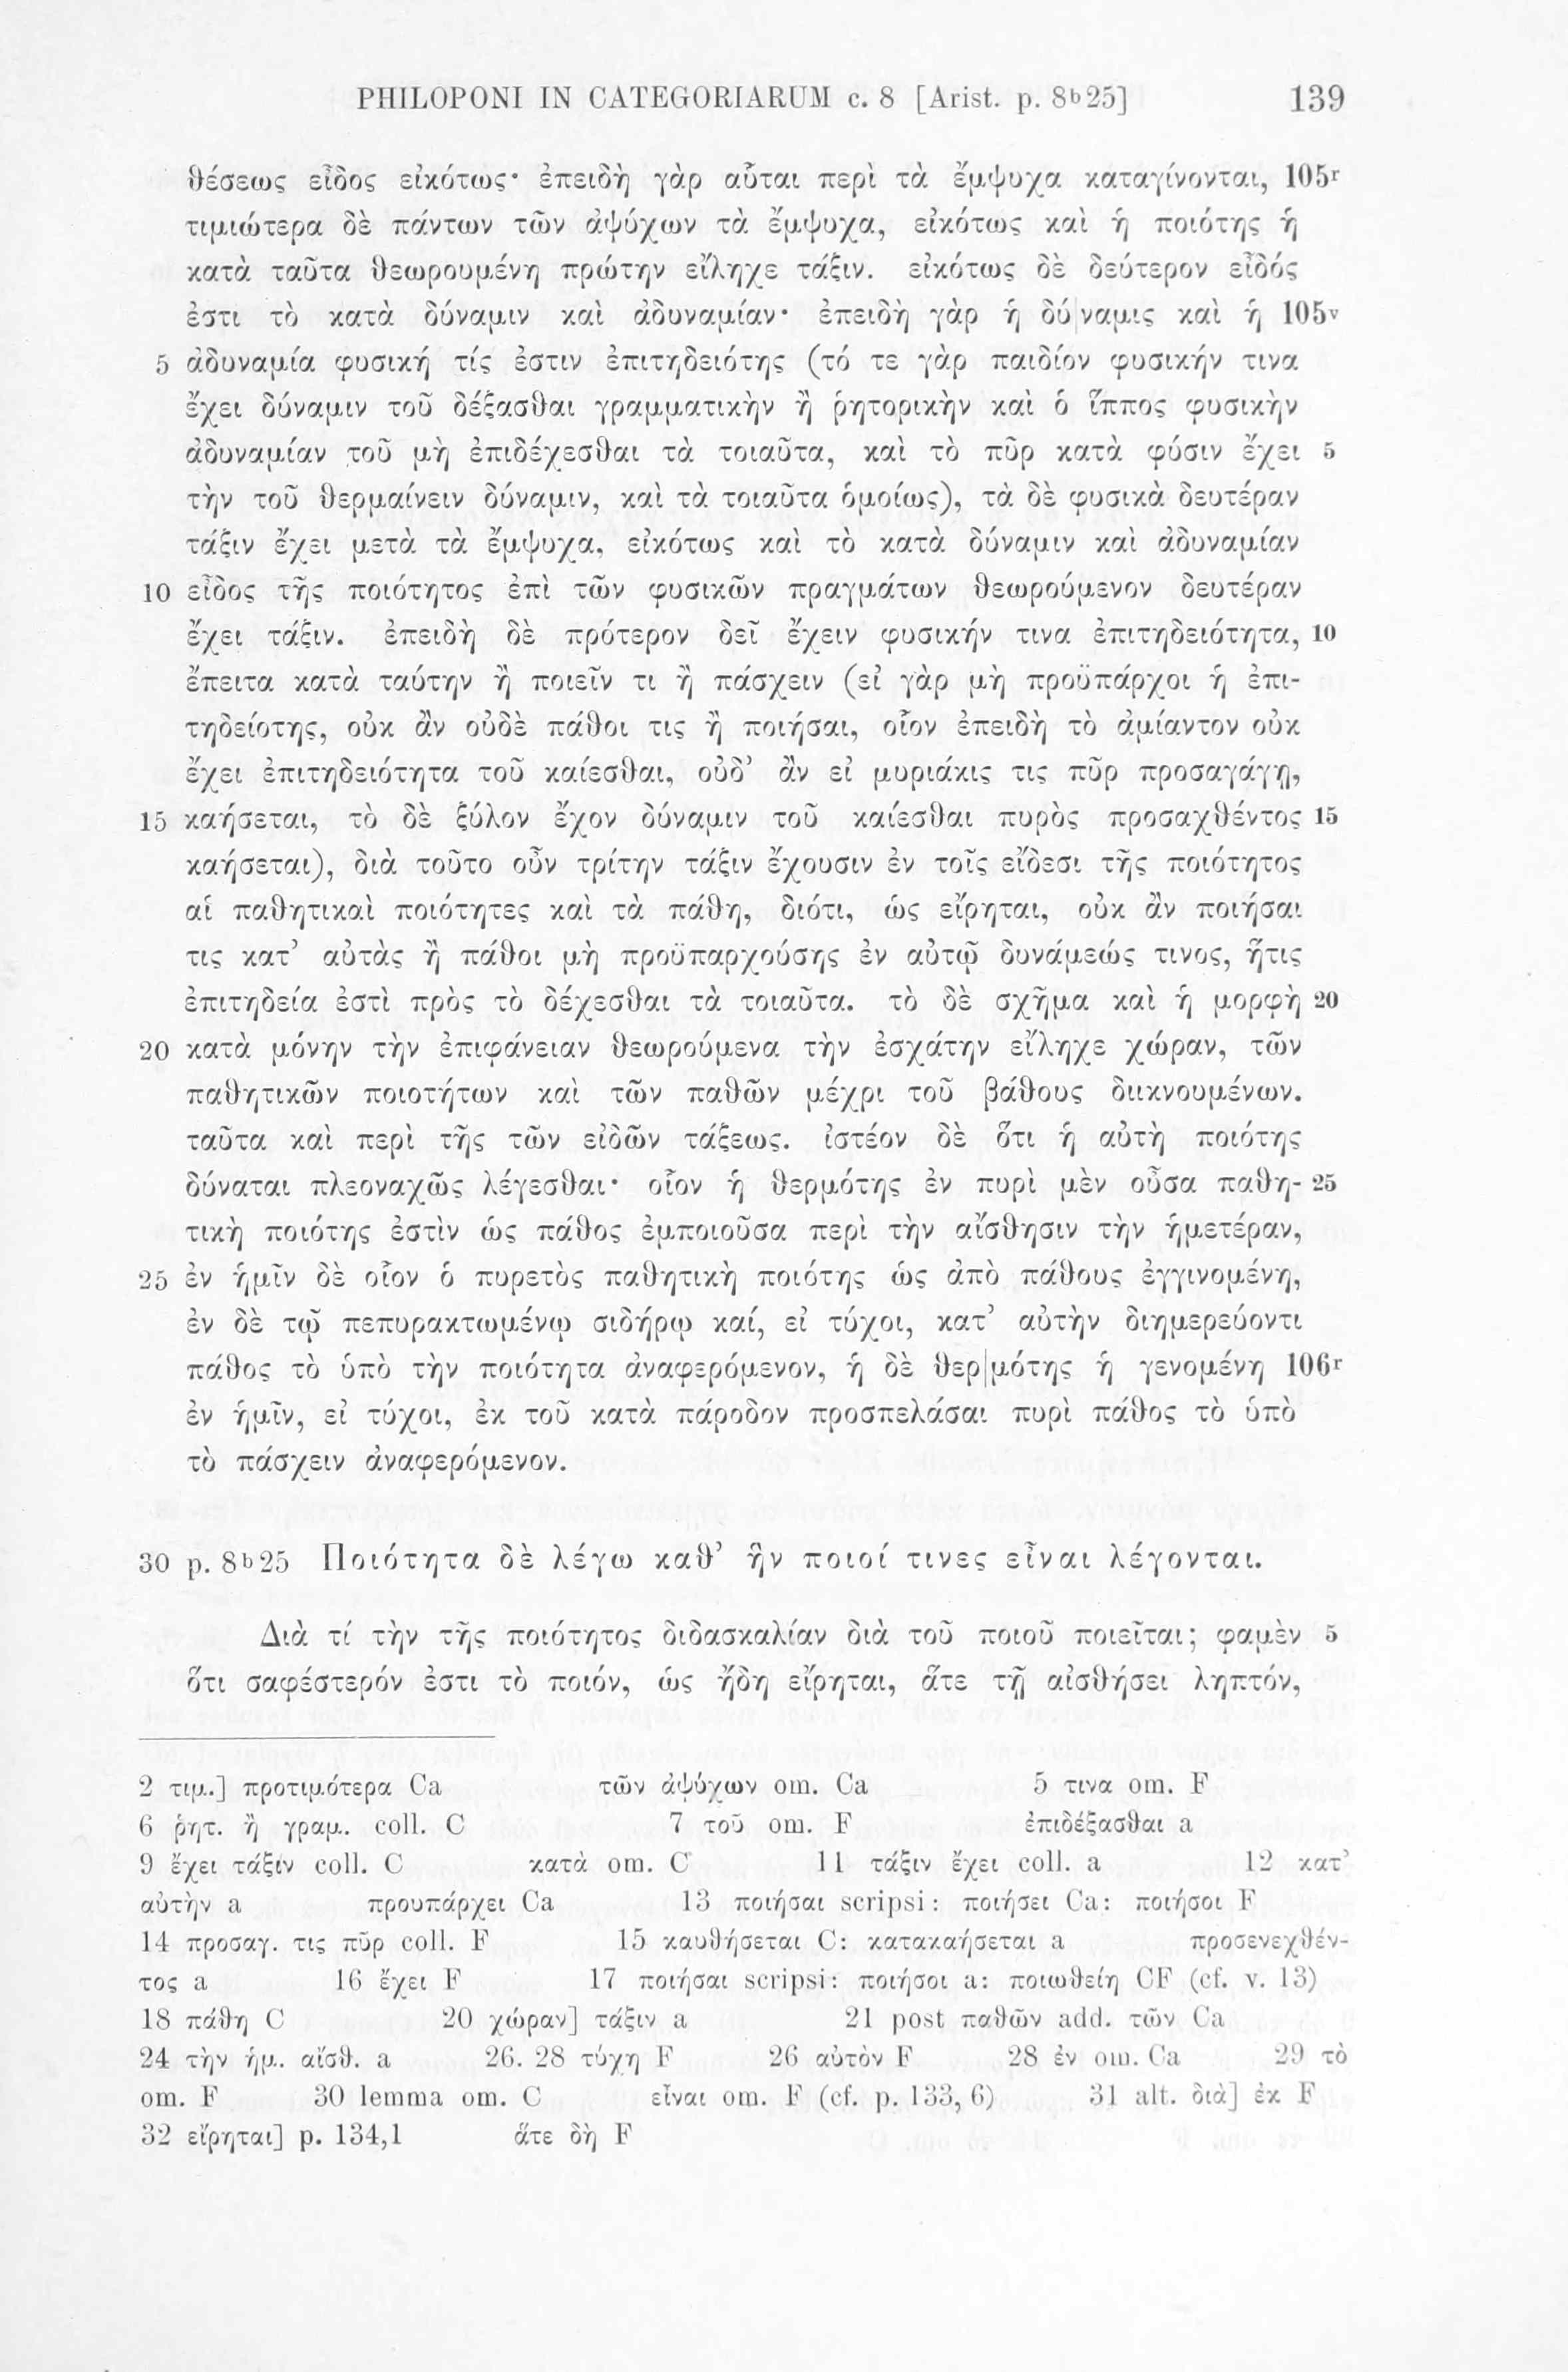 PHILOPONI IN CATEGORIARUM c. 8 [Arist. p. 8b25] 139
θέσεως εἶδος εἰκότως· ἐπειδὴ γὰρ αὗται περὶ τὰ ἔμψυχα καταγίνονται, 105r
τιμιώτερα δὲ πάντων τῶν ἀψύχων τὰ ἔμψυχα, εἰκότως καὶ ἡ ποιότης ἡ
κατὰ ταῦτα θεωρουμένη πρώτην εἴληχε τάξιν. εἰκότως δὲ δεύτερον εἶδός
ἐστι τὸ κατὰ δύναμιν καὶ ἀδυναμίαν· ἐπειδὴ γὰρ ἡ δύ|ναμις καὶ ἡ 105v
5 ἀδυναμία φυσική τίς ἐστιν ἐπιτηδειότης (τό τε γὰρ παιδίον φυσικήν τινα
ἔχει δύναμιν τοῦ δέξασθαι γραμματικὴν ἢ ῥητορικὴν καὶ ὁ ἵππος φυσικὴν
ἀδυναμίαν τοῦ μὴ ἐπιδέχεσθαι τὰ τοιαῦτα, καὶ τὸ πῦρ κατὰ φύσιν ἔχει 5
τὴν τοῦ θερμαίνειν δύναμιν, καὶ τὰ τοιαῦτα ὁμοίως), τὰ δὲ φυσικὰ δευτέραν
τάξιν ἔχει μετὰ τὰ ἔμψυχα, εἰκότως καὶ τὸ κατὰ δύναμιν καὶ ἀδυναμίαν
10 εἶδος τῆς ποιότητος ἐπὶ τῶν φυσικῶν πραγμάτων θεωρούμενον δευτέραν
ἔχει τάξιν. ἐπειδὴ δὲ πρότερον δεῖ ἔχειν φυσικήν τινα ἐπιτηδειότητα, 10
ἔπειτα κατὰ ταύτην ἢ ποιεῖν τι ἢ πάσχειν (εἰ γὰρ μὴ προϋπάρχοι ἡ ἐπι-
τηδείοτης, οὐκ ἂν οὐδὲ πάθοι τις ἢ ποιήσαι, οἷον ἐπειδὴ τὸ ἀμίαντον οὐκ
ἔχει ἐπιτηδειότητα τοῦ καίεσθαι, οὐδ’ ἂν εἰ μυριάκις τις πῦρ προσαγάγῃ,
15 καήσεται, τὸ δὲ ξύλον ἔχον δύναμιν τοῦ καίεσθαι πυρὸς προσαχθέντος 15
καήσεται), διὰ τοῦτο οὖν τρίτην τάξιν ἔχουσιν ἐν τοῖς εἴδεσι τῆς ποιότητος
αἱ παθητικαὶ ποιότητες καὶ τὰ πάθη, διότι, ὡς εἴρηται, οὐκ ἂν ποιήσαι
τις κατ’ αὐτὰς ἢ πάθοι μὴ προϋπαρχούσης ἐν αὐτῷ δυνάμεώς τινος, ἥτις
ἐπιτηδεία ἐστὶ πρὸς τὸ δέχεσθαι τὰ τοιαῦτα. τὸ δὲ σχῆμα καὶ ἡ μορφὴ 20
20 κατὰ μόνην τὴν ἐπιφάνειαν θεωρούμενα τὴν ἐσχάτην εἴληχε χώραν, τῶν
παθητικῶν ποιοτήτων καὶ τῶν παθῶν μέχρι τοῦ βάθους διικνουμένων.
ταῦτα καὶ περὶ τῆς τῶν εἰδῶν τάξεως. ἰστέον δὲ ὅτι ἡ αὐτὴ ποιότης
δύναται πλεοναχῶς λέγεσθαι· οἷον ἡ θερμότης ἐν πυρὶ μὲν οὖσα παθη- 25
τικὴ ποιότης ἐστὶν ὡς πάθος ἐμποιοῦσα περὶ τὴν αἴσθησιν τὴν ἡμετέραν,
25 ἐν ἡμῖν δὲ οἷον ὁ πυρετὸς παθητικὴ ποιότης ὡς ἀπὸ πάθους ἐγγινομένη,
ἐν δὲ τῷ πεπυρακτωμένῳ σιδήρῳ καί, εἰ τύχοι, κατ’ αὐτὴν διημερεύοντι
πάθος τὸ ὑπὸ τὴν ποιότητα ἀναφερόμενον, ἡ δὲ θερ|μότης ἡ γενομένη 106r
ἐν ἡμῖν, εἰ τύχοι, ἐκ τοῦ κατὰ πάροδον προσπελάσαι πυρὶ πάθος τὸ ὑπὸ
τὸ πάσχειν ἀναφερόμενον.
30 p. 8b25 Ποιότητα δὲ λέγω καθ’ ἣν ποιοί τινες εἶναι λέγονται.
Διὰ τί τὴν τῆς ποιότητος διδασκαλίαν διὰ τοῦ ποιοῦ ποιεῖται; φαμὲν 5
ὅτι σαφέστερόν ἐστι τὸ ποιόν, ὡς ἤδη εἴρηται, ἅτε τῇ αἰσθήσει ληπτόν,
2 τιμ.] προτιμότερα Ca τῶν ἀψύχων om. Ca 5 τινα om. F
6 ῥητ. ἢ γραμ. coll. C 7 τοῦ om. F ἐπιδέξασθαι a
9 ἔχει τάξιν coll. C κατὰ om. C 11 τάξιν ἔχει coll. a 12 κατ’
αὐτὴν a προυπάρχει Ca 13 ποιήσαι scripsi: ποιήσει Ca: ποιήσοι F
14 προσαγ. τις πῦρ coll. F 15 καυθήσεται C: κατακαήσεται a προσενεχθέν-
τος a 16 ἔχει F 17 ποιήσαι scripsi: ποιήσοι a: ποιωθείη CF (cf. v. 13)
18 πάθη C 20 χώραν] τάξιν a 21 post παθῶν add. τῶν Ca
24 τὴν ἡμ. αἴσθ. a 26. 28 τύχη F 26 αὐτὸν F 28 ἐν om. Ca 29 τὸ
om. F 30 lemma om. C εἶναι om. F (cf. p. 133, 6) 31 alt. διὰ] ἐκ F
32 εἴρηται] p. 134,1 ἅτε δὴ F